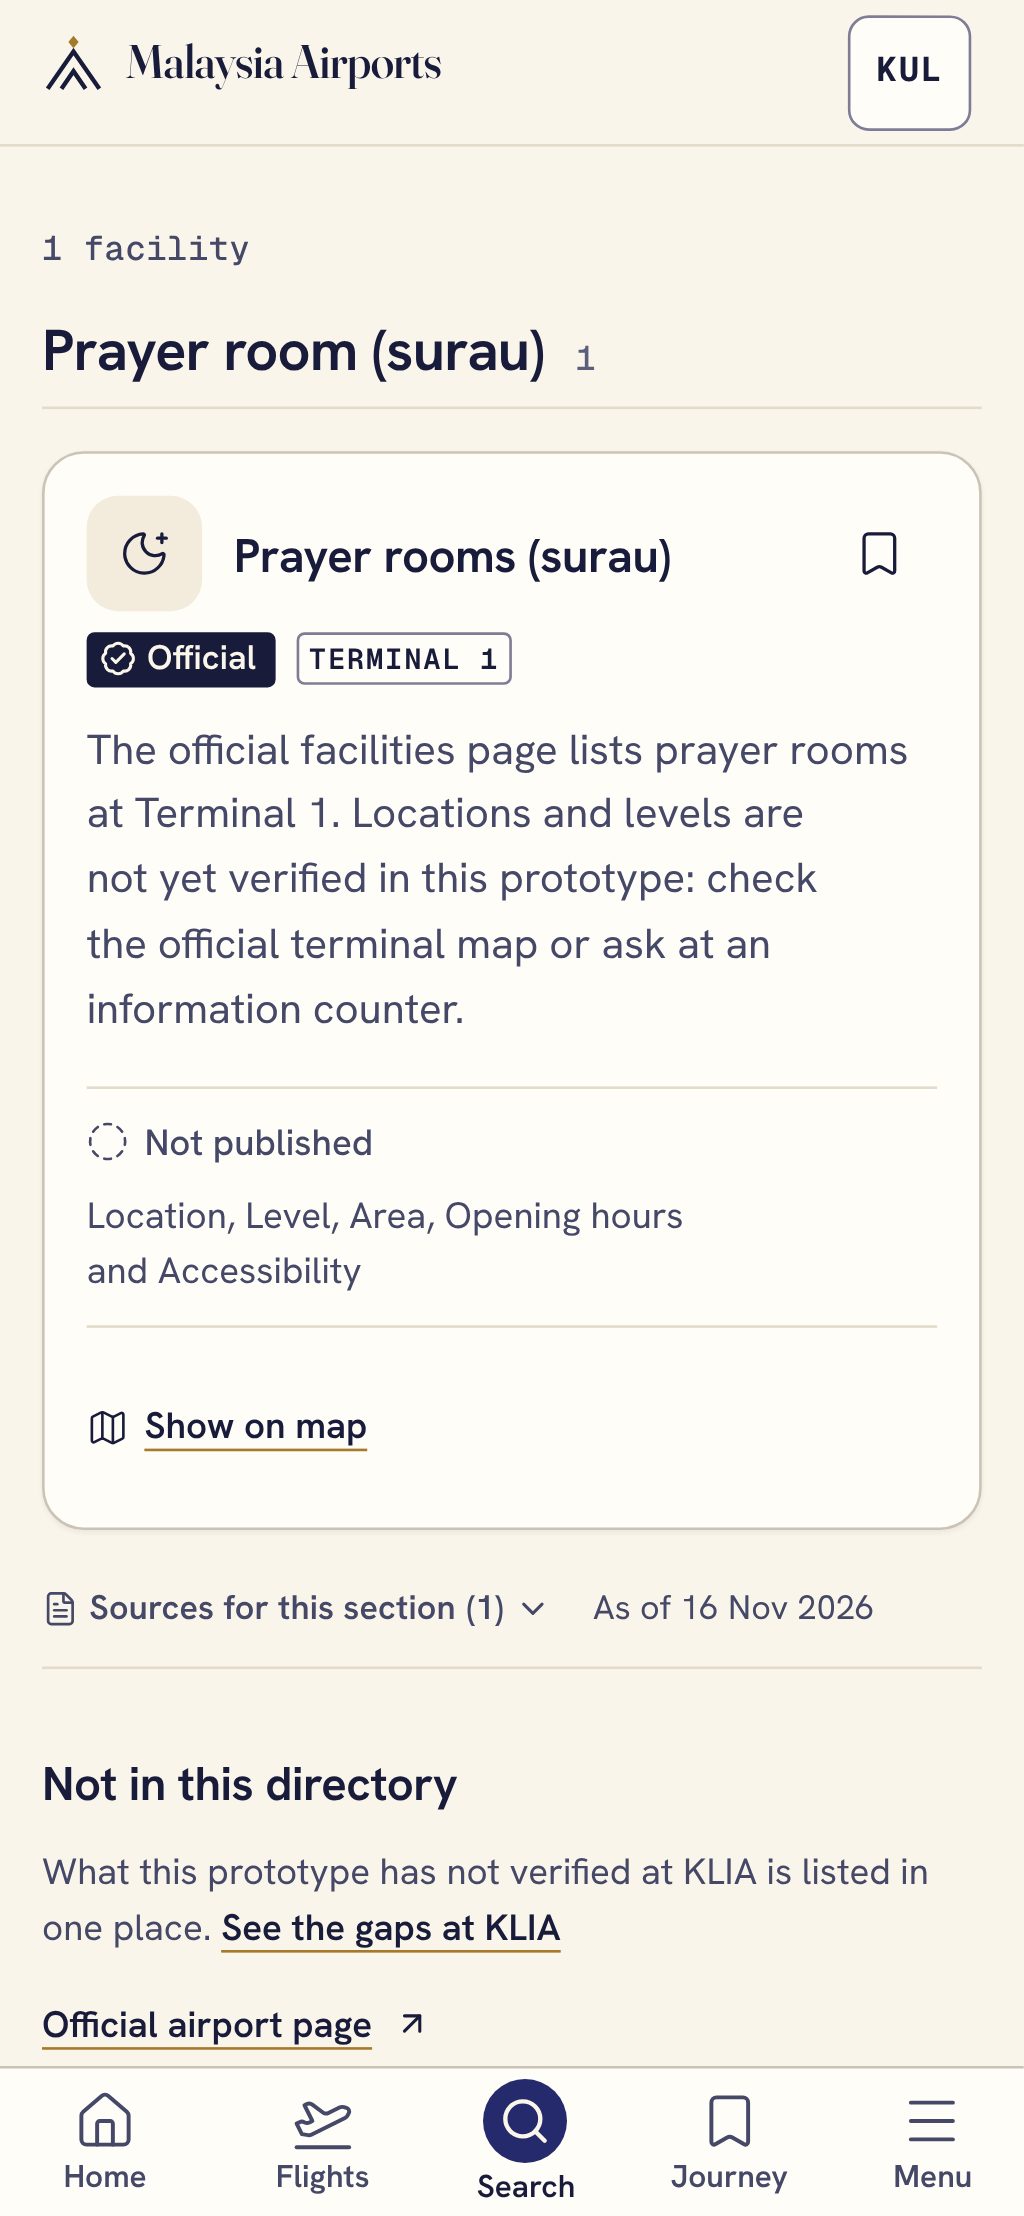 Malaysia Airports
KUL
1 facility
Prayer room (surau) 1
Prayer rooms (surau)
Official
TERMINAL 1
The official facilities page lists prayer rooms
at Terminal 1. Locations and levels are
not yet verified in this prototype: check
the official terminal map or ask at an
information counter.
Not published
Location, Level, Area, Opening hours
and Accessibility
Show on map
Sources for this section (1)
As of 16 Nov 2026
Not in this directory
What this prototype has not verified at KLIA is listed in
one place. See the gaps at KLIA
Official airport page
Home
Flights
Search
Journey
Menu